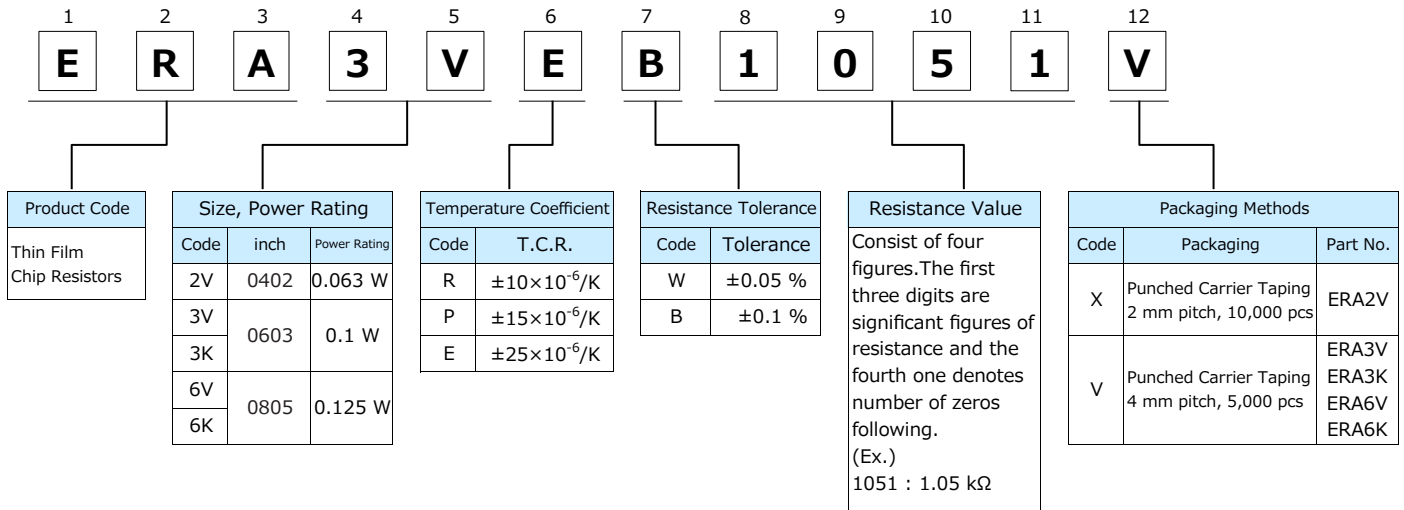 1 2 3 4 5 6 7 8 9 10 11 12
E R A 3 V E B 1 0 5 1 V
Product Code
Thin Film
Chip Resistors
Size, Power Rating
Code inch Power Rating
2V 0402 0.063 W
3V
0603 0.1 W
3K
6V
0805 0.125 W
6K
Temperature Coefficient
Code T.C.R.
R ±10×10⁻⁶/K
P ±15×10⁻⁶/K
E ±25×10⁻⁶/K
Resistance Tolerance
Code Tolerance
W ±0.05 %
B ±0.1 %
Resistance Value
Consist of four
figures.The first
three digits are
significant figures of
resistance and the
fourth one denotes
number of zeros
following.
(Ex.)
1051 : 1.05 kΩ
Packaging Methods
Code Packaging Part No.
X Punched Carrier Taping
2 mm pitch, 10,000 pcs ERA2V
V Punched Carrier Taping
4 mm pitch, 5,000 pcs
ERA3V
ERA3K
ERA6V
ERA6K